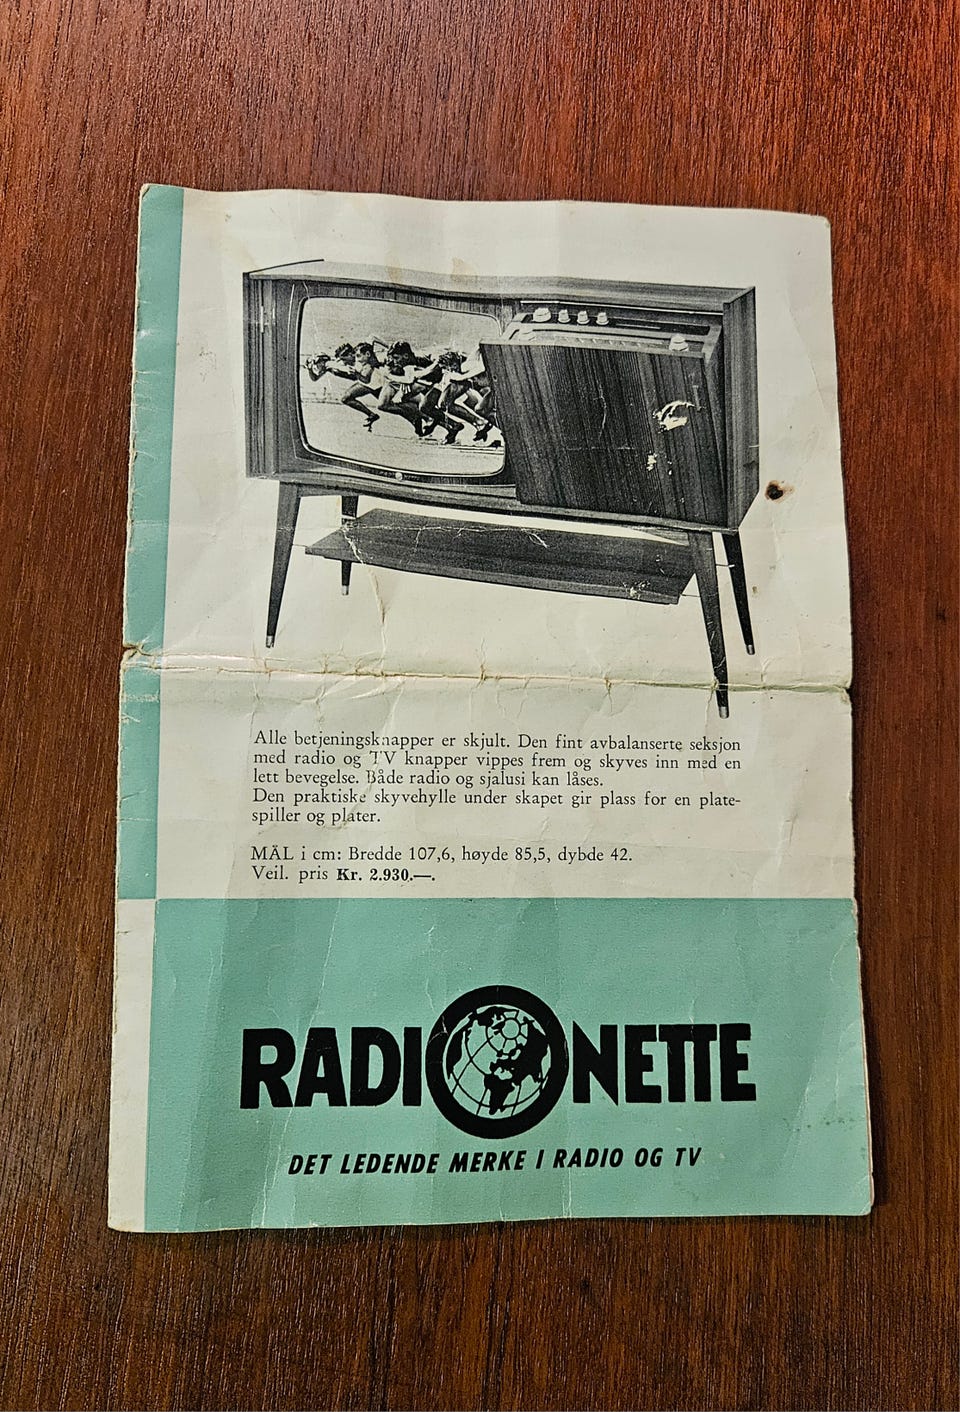 Alle betjeningsknapper er skjult. Den fint avbalanserte seksjon
med radio og TV knapper vippes frem og skyves inn med en
lett bevegelse. Både radio og sjalusi kan låses.
Den praktiske skyvehylle under skapet gir plass for en plate-
spiller og plater.
MÅL i cm: Bredde 107,6, høyde 85,5, dybde 42.
Veil. pris Kr. 2.930.—.
RADIONETTE
DET LEDENDE MERKE I RADIO OG TV